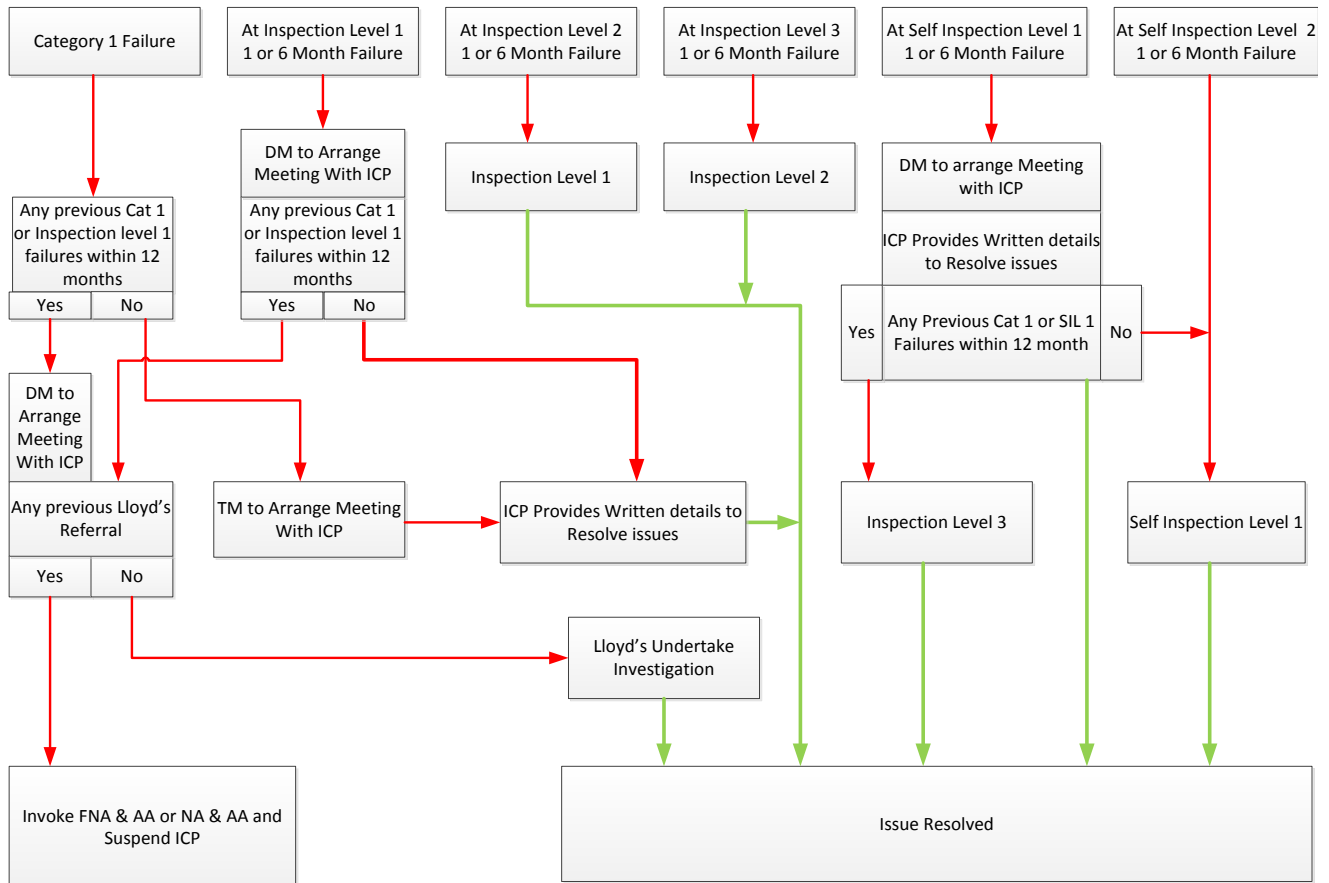 Category 1 Failure
At Inspection Level 1
1 or 6 Month Failure
At Inspection Level 2
1 or 6 Month Failure
At Inspection Level 3
1 or 6 Month Failure
At Self Inspection Level 1
1 or 6 Month Failure
At Self Inspection Level 2
1 or 6 Month Failure
DM to Arrange
Meeting With ICP
Inspection Level 1
Inspection Level 2
DM to arrange Meeting
with ICP
Any previous Cat 1
or Inspection level 1
failures within 12
months
Yes
No
Any previous Cat 1
or Inspection level 1
failures within 12
months
Yes
No
ICP Provides Written details
to Resolve issues
Yes
Any Previous Cat 1 or SIL 1
Failures within 12 month
No
DM to
Arrange
Meeting
With ICP
Any previous Lloyd's
Referral
Yes
No
TM to Arrange Meeting
With ICP
ICP Provides Written details to
Resolve issues
Inspection Level 3
Self Inspection Level 1
Lloyd's Undertake
Investigation
Invoke FNA & AA or NA & AA and
Suspend ICP
Issue Resolved